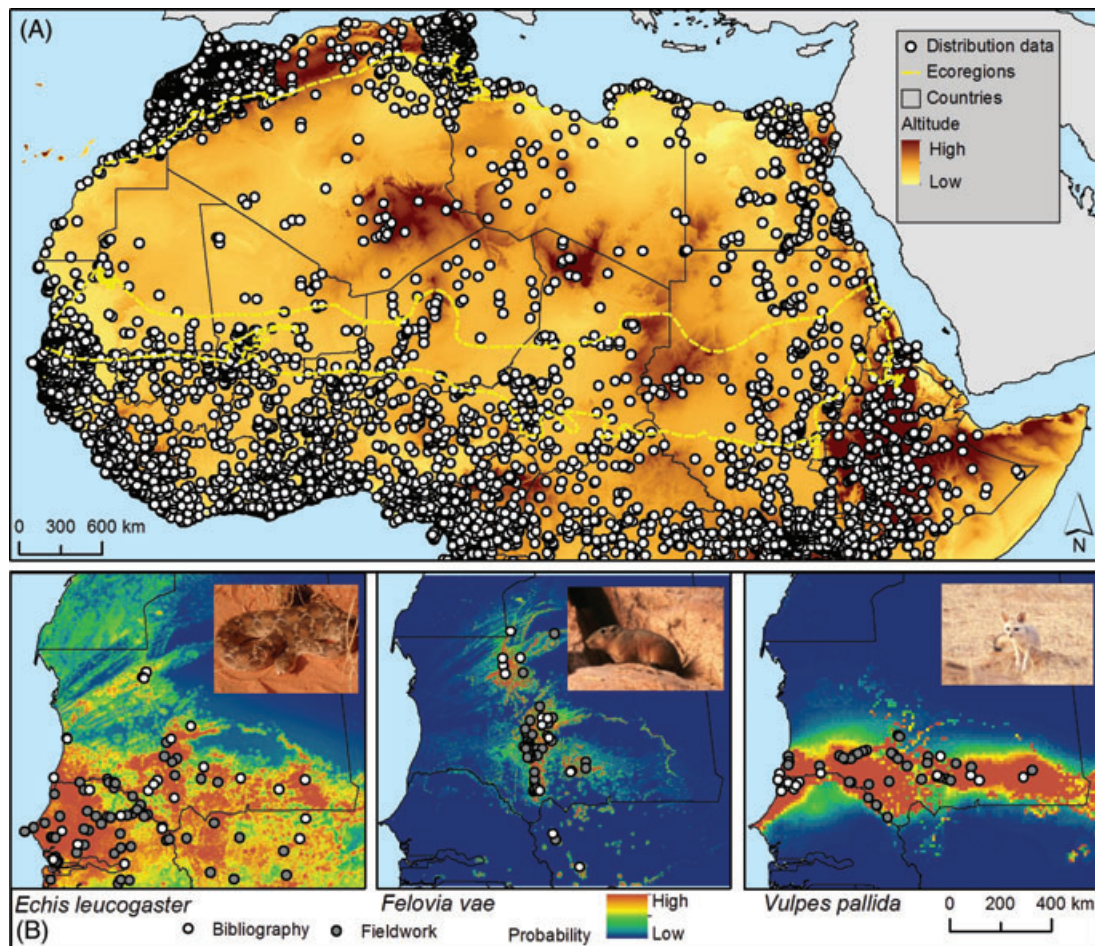 (A)
Distribution data
Ecoregions
Countries
Altitude
High
Low
0 300 600 km
N
Echis leucogaster
Felovia vae
Vulpes pallida
High
Low
(B)
Bibliography
Fieldwork
Probability
0 200 400 km